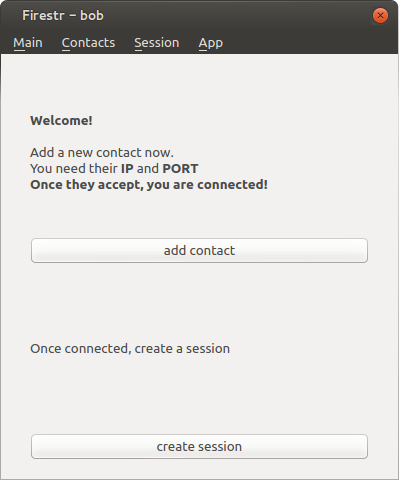 Firestr - bob
Main Contacts Session App
Welcome!
Add a new contact now.
You need their IP and PORT
Once they accept, you are connected!
add contact
Once connected, create a session
create session